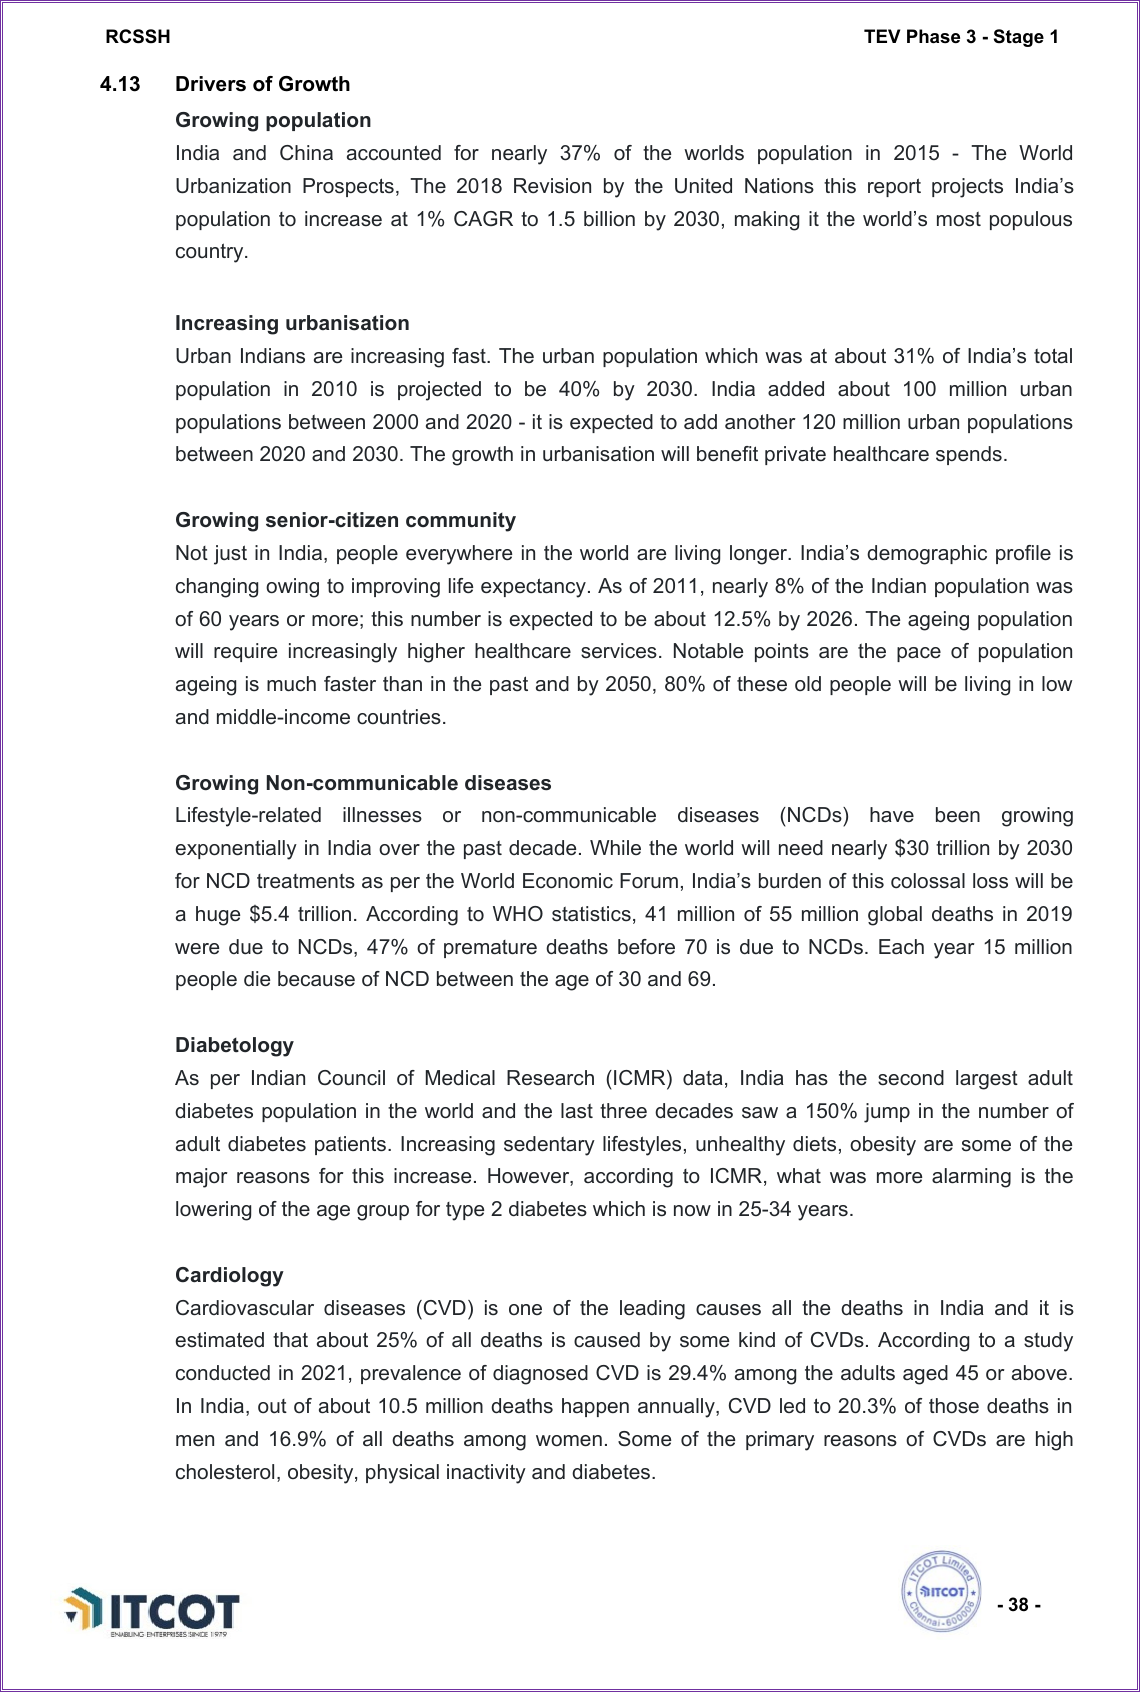 RCSSH TEV Phase 3 - Stage 1
4.13 Drivers of Growth
Growing population
India and China accounted for nearly 37% of the worlds population in 2015 - The World
Urbanization Prospects, The 2018 Revision by the United Nations this report projects India’s
population to increase at 1% CAGR to 1.5 billion by 2030, making it the world’s most populous
country.
Increasing urbanisation
Urban Indians are increasing fast. The urban population which was at about 31% of India’s total
population in 2010 is projected to be 40% by 2030. India added about 100 million urban
populations between 2000 and 2020 - it is expected to add another 120 million urban populations
between 2020 and 2030. The growth in urbanisation will benefit private healthcare spends.
Growing senior-citizen community
Not just in India, people everywhere in the world are living longer. India’s demographic profile is
changing owing to improving life expectancy. As of 2011, nearly 8% of the Indian population was
of 60 years or more; this number is expected to be about 12.5% by 2026. The ageing population
will require increasingly higher healthcare services. Notable points are the pace of population
ageing is much faster than in the past and by 2050, 80% of these old people will be living in low
and middle-income countries.
Growing Non-communicable diseases
Lifestyle-related illnesses or non-communicable diseases (NCDs) have been growing
exponentially in India over the past decade. While the world will need nearly $30 trillion by 2030
for NCD treatments as per the World Economic Forum, India’s burden of this colossal loss will be
a huge $5.4 trillion. According to WHO statistics, 41 million of 55 million global deaths in 2019
were due to NCDs, 47% of premature deaths before 70 is due to NCDs. Each year 15 million
people die because of NCD between the age of 30 and 69.
Diabetology
As per Indian Council of Medical Research (ICMR) data, India has the second largest adult
diabetes population in the world and the last three decades saw a 150% jump in the number of
adult diabetes patients. Increasing sedentary lifestyles, unhealthy diets, obesity are some of the
major reasons for this increase. However, according to ICMR, what was more alarming is the
lowering of the age group for type 2 diabetes which is now in 25-34 years.
Cardiology
Cardiovascular diseases (CVD) is one of the leading causes all the deaths in India and it is
estimated that about 25% of all deaths is caused by some kind of CVDs. According to a study
conducted in 2021, prevalence of diagnosed CVD is 29.4% among the adults aged 45 or above.
In India, out of about 10.5 million deaths happen annually, CVD led to 20.3% of those deaths in
men and 16.9% of all deaths among women. Some of the primary reasons of CVDs are high
cholesterol, obesity, physical inactivity and diabetes.
ITCOT
ENABLING ENTERPRISES SINCE 1979
ITCOT Limited
ITCOT
Chennai-600006
- 38 -